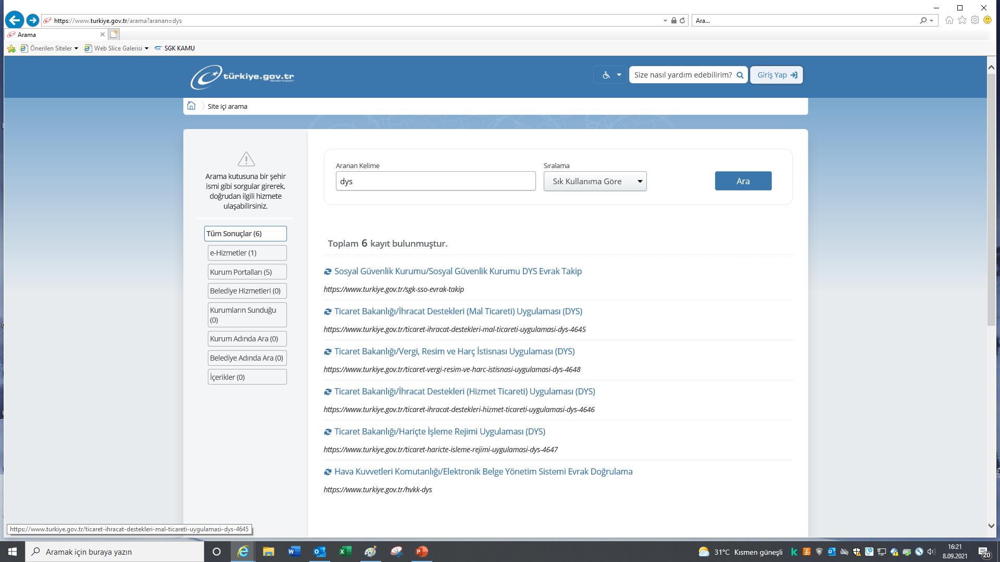 https://www.turkiye.gov.tr/arama?aranan=dys
Ara...
Arama
Önerilen Siteler
Web Slice Galerisi
SGK KAMU
türkiye.gov.tr
Size nasıl yardım edebilirim?
Giriş Yap
Site içi arama
Arama kutusuna bir şehir
ismi gibi sorgular girerek,
doğrudan ilgili hizmete
ulaşabilirsiniz.
Tüm Sonuçlar (6)
e-Hizmetler (1)
Kurum Portalları (5)
Belediye Hizmetleri (0)
Kurumların Sunduğu
(0)
Kurum Adında Ara (0)
Belediye Adında Ara (0)
İçerikler (0)
Aranan Kelime
Sıralama
dys
Sık Kullanıma Göre
Ara
Toplam 6 kayıt bulunmuştur.
Sosyal Güvenlik Kurumu/Sosyal Güvenlik Kurumu DYS Evrak Takip
https://www.turkiye.gov.tr/sgk-sso-evrak-takip
Ticaret Bakanlığı/İhracat Destekleri (Mal Ticareti) Uygulaması (DYS)
https://www.turkiye.gov.tr/ticaret-ihracat-destekleri-mal-ticareti-uygulamasi-dys-4645
Ticaret Bakanlığı/Vergi, Resim ve Harç İstisnası Uygulaması (DYS)
https://www.turkiye.gov.tr/ticaret-vergi-resim-ve-harc-istisnasi-uygulamasi-dys-4648
Ticaret Bakanlığı/İhracat Destekleri (Hizmet Ticareti) Uygulaması (DYS)
https://www.turkiye.gov.tr/ticaret-ihracat-destekleri-hizmet-ticareti-uygulamasi-dys-4646
Ticaret Bakanlığı/Hariçte İşleme Rejimi Uygulaması (DYS)
https://www.turkiye.gov.tr/ticaret-haricte-isleme-rejimi-uygulamasi-dys-4647
Hava Kuvvetleri Komutanlığı/Elektronik Belge Yönetim Sistemi Evrak Doğrulama
https://www.turkiye.gov.tr/hvkk-dys
https://www.turkiye.gov.tr/ticaret-ihracat-destekleri-mal-ticareti-uygulamasi-dys-4645
Aramak için buraya yazın
31°C Kısmen güneşli
16:21
8.09.2021
20